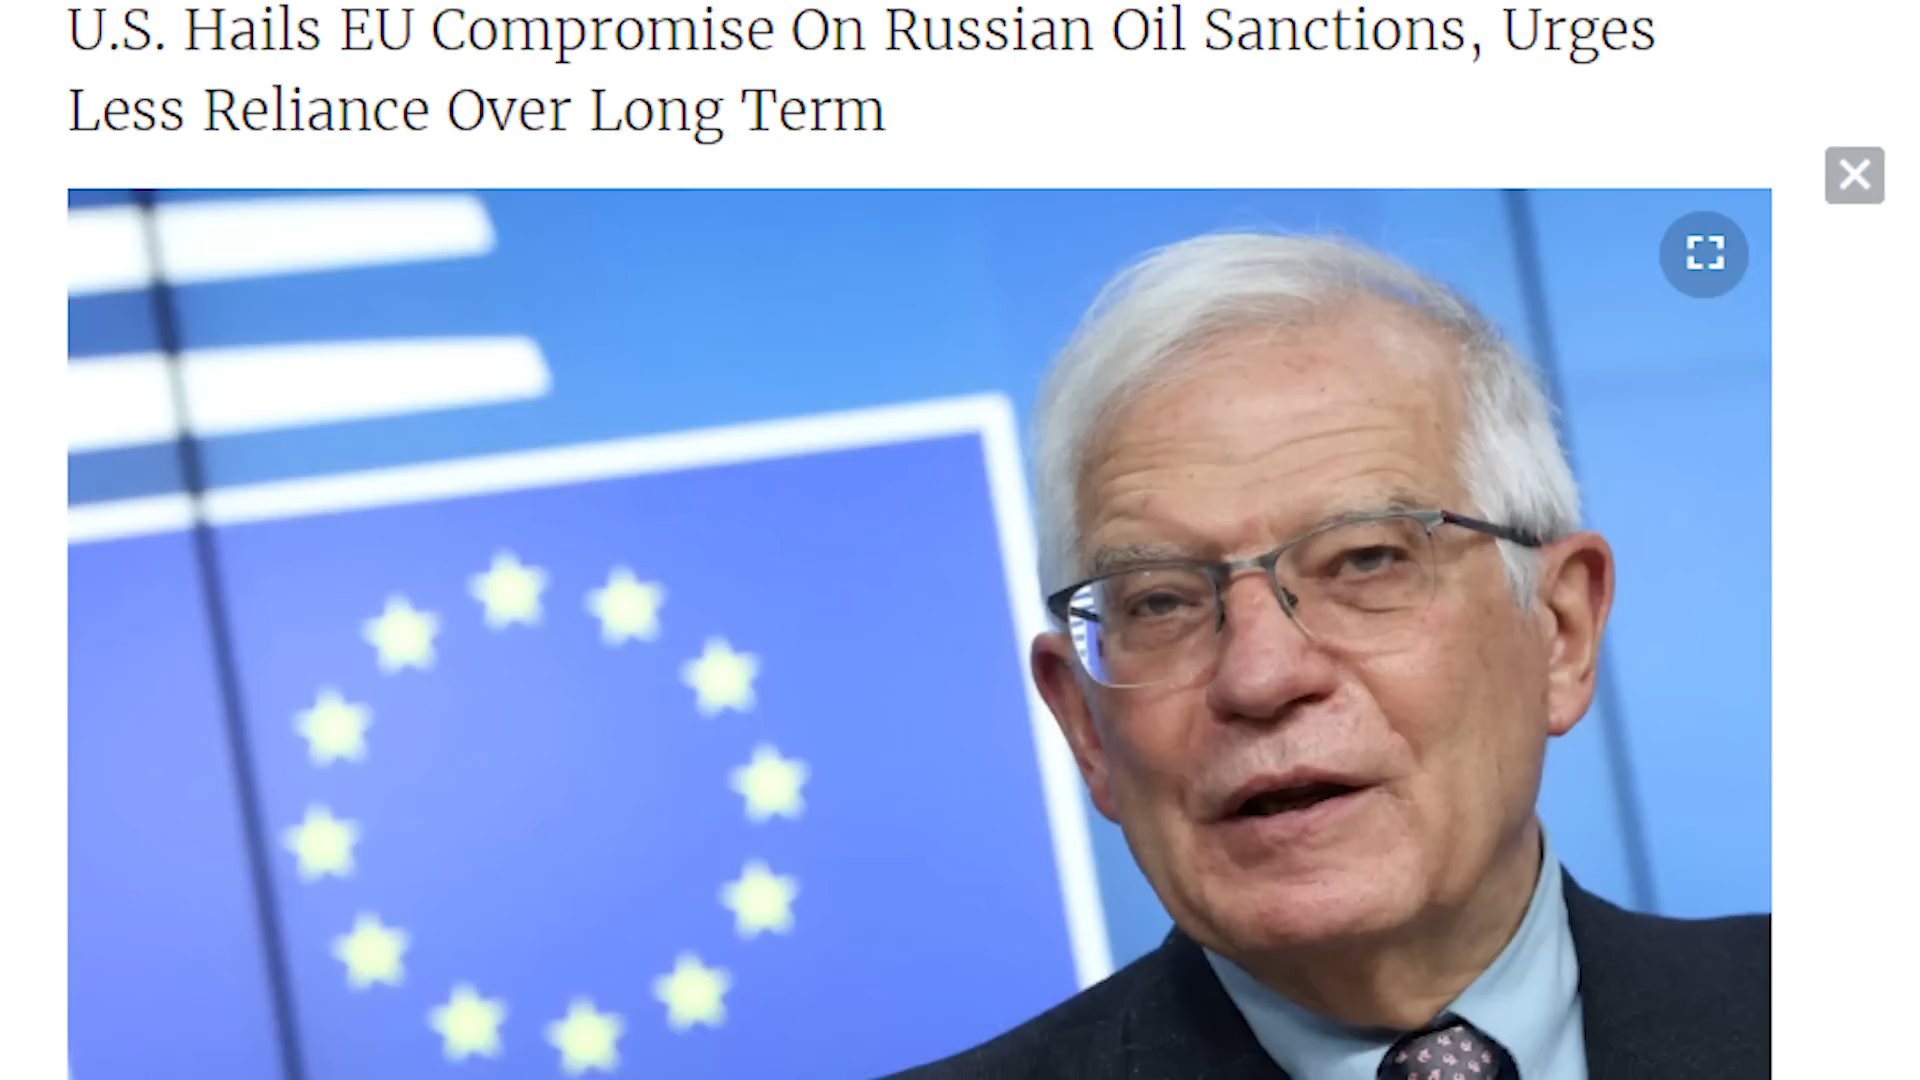 U.S. Hails EU Compromise On Russian Oil Sanctions, Urges
Less Reliance Over Long Term